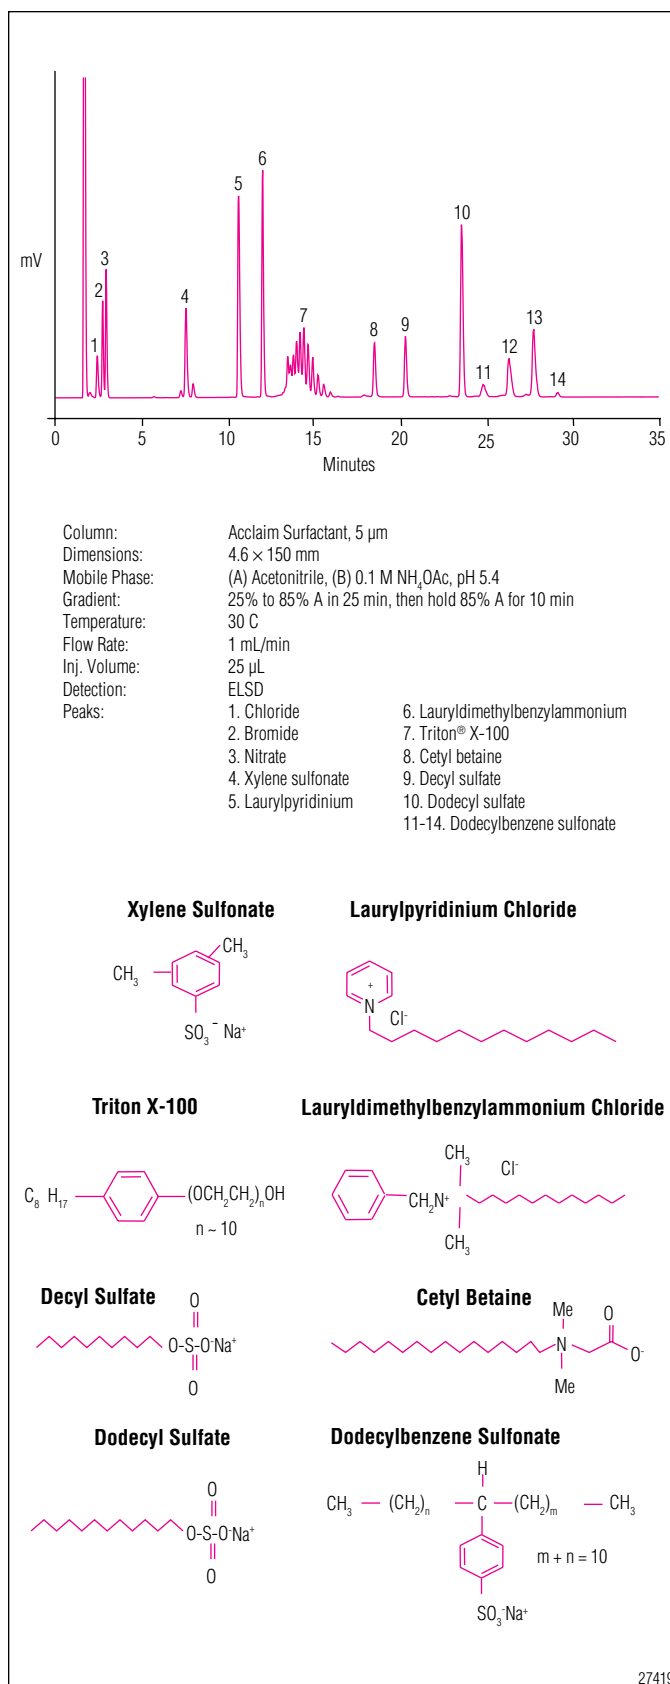 6
5
10
3
mV
2
4
7
13
8
9
1
12
11
14
0 5 10 15 20 25 30 35
Minutes
Column: Acclaim Surfactant, 5 µm
Dimensions: 4.6 × 150 mm
Mobile Phase: (A) Acetonitrile, (B) 0.1 M NH₄OAc, pH 5.4
Gradient: 25% to 85% A in 25 min, then hold 85% A for 10 min
Temperature: 30 C
Flow Rate: 1 mL/min
Inj. Volume: 25 µL
Detection: ELSD
Peaks: 1. Chloride 6. Lauryldimethylbenzylammonium
2. Bromide 7. Triton® X-100
3. Nitrate 8. Cetyl betaine
4. Xylene sulfonate 9. Decyl sulfate
5. Laurylpyridinium 10. Dodecyl sulfate
11-14. Dodecylbenzene sulfonate
Xylene Sulfonate Laurylpyridinium Chloride
CH₃
CH₃
SO₃⁻ Na⁺
+
N
Cl⁻
Triton X-100 Lauryldimethylbenzylammonium Chloride
C₈ H₁₇ (OCH₂CH₂)ₙOH
n ~ 10
CH₃
Cl⁻
CH₂N⁺
CH₃
Decyl Sulfate Cetyl Betaine
O
O-S-O⁻Na⁺
O
Me O
N O⁻
Me
Dodecyl Sulfate Dodecylbenzene Sulfonate
O
O-S-O⁻Na⁺
O
H
CH₃ (CH₂)ₙ C (CH₂)ₘ CH₃
m + n = 10
SO₃⁻Na⁺
27419